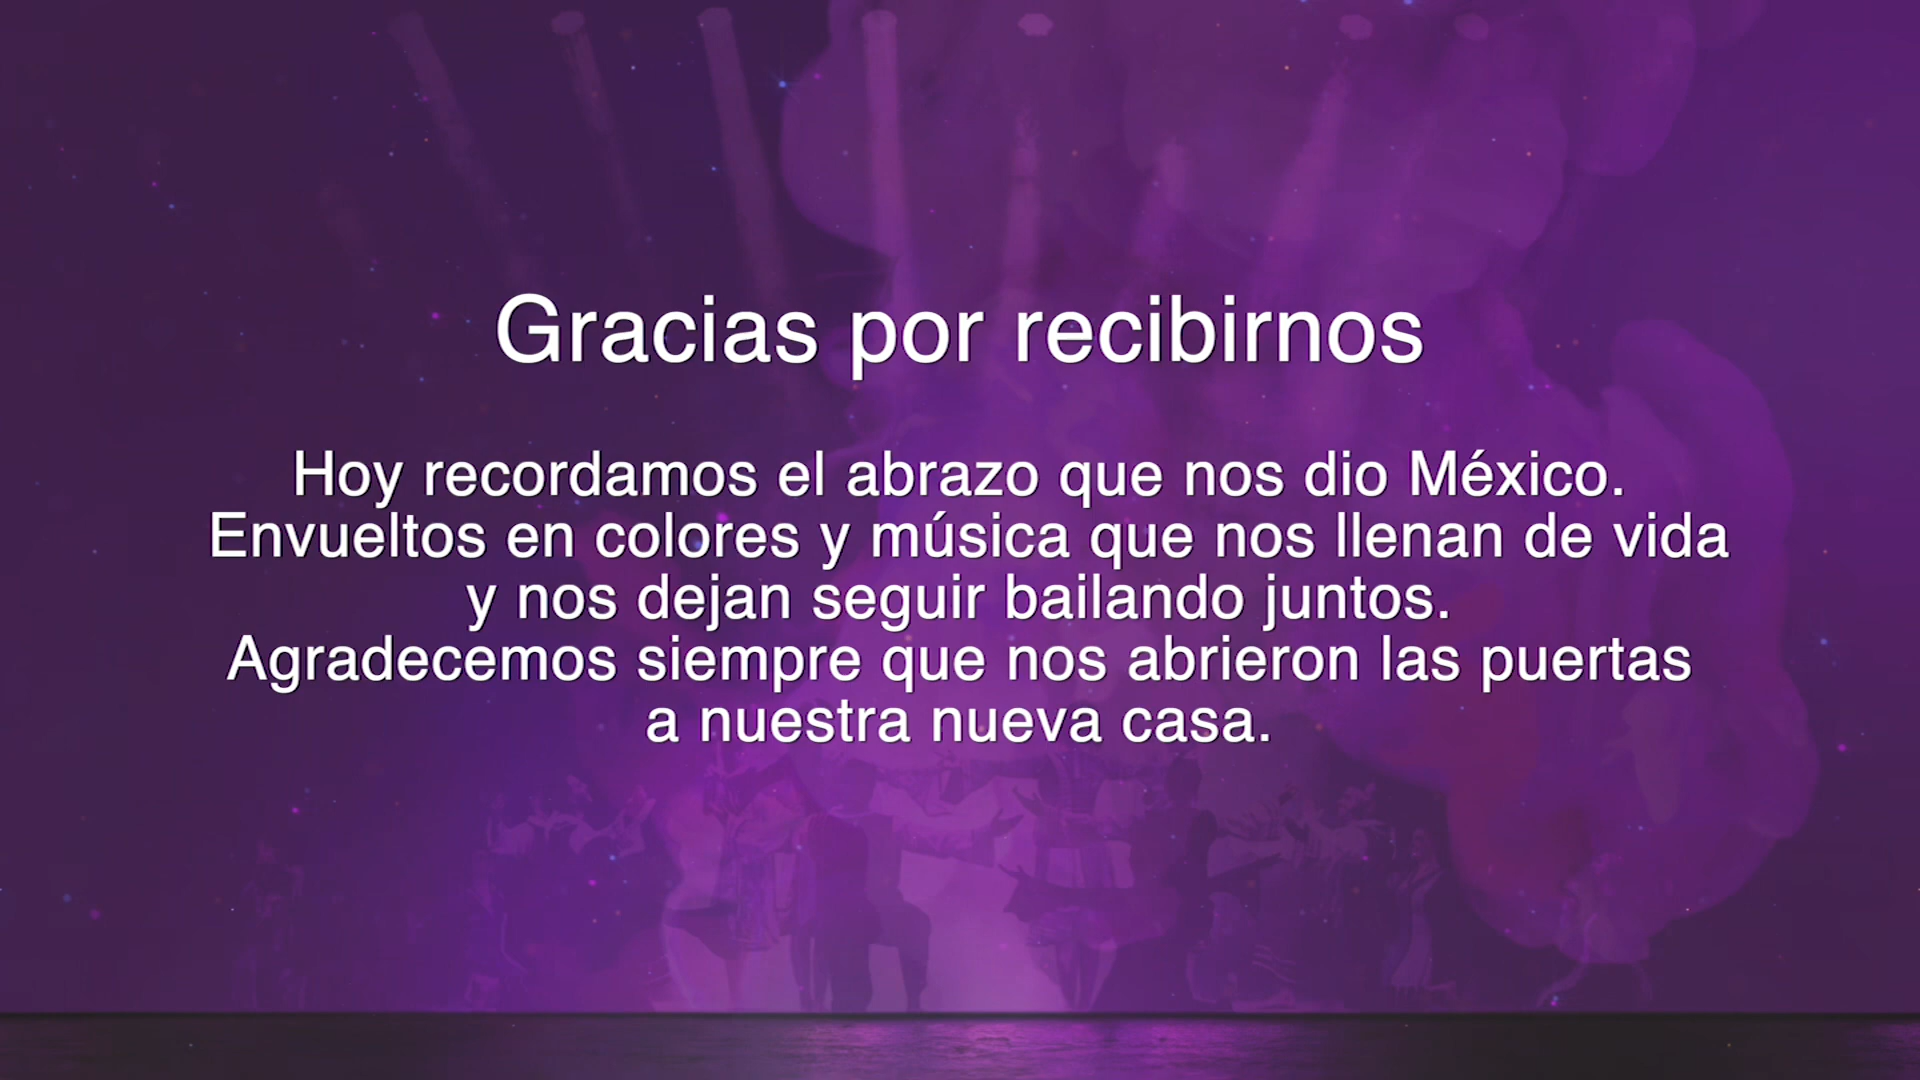 Gracias por recibirnos
Hoy recordamos el abrazo que nos dio México.
Envueltos en colores y música que nos llenan de vida
y nos dejan seguir bailando juntos.
Agradecemos siempre que nos abrieron las puertas
a nuestra nueva casa.